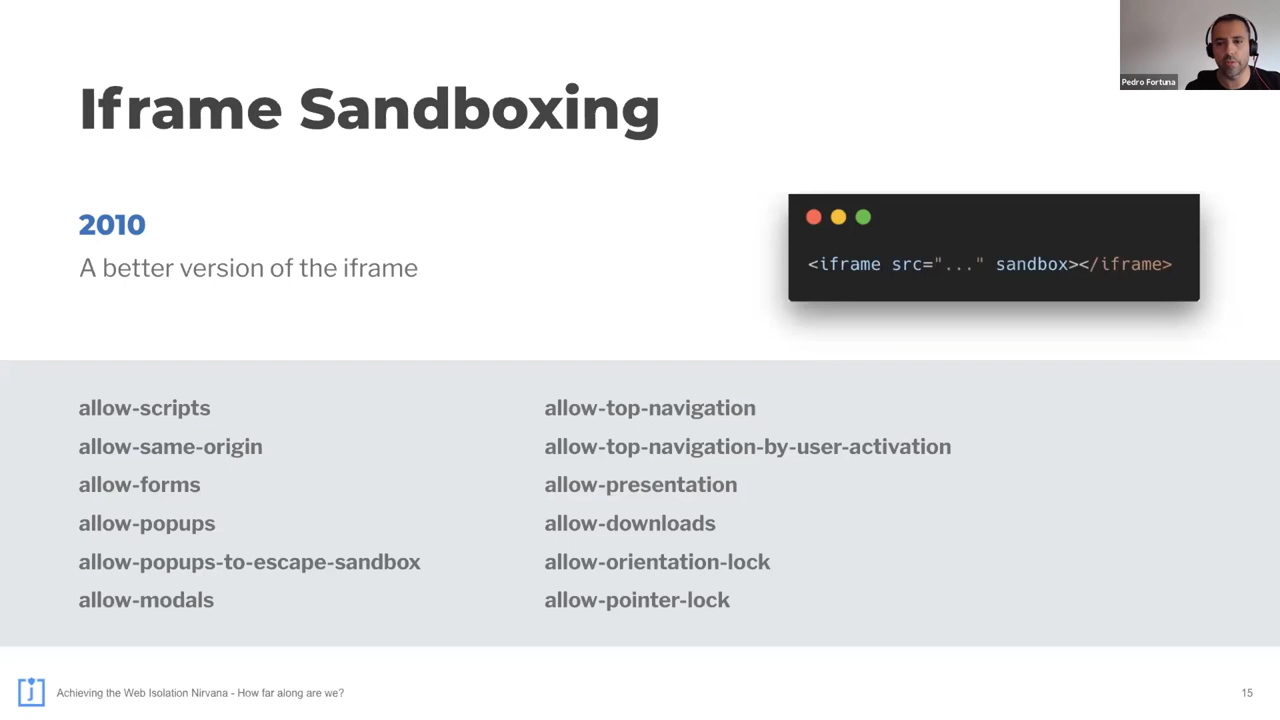 Pedro Fortuna
Iframe Sandboxing
2010
A better version of the iframe
<iframe src="..." sandbox></iframe>
allow-scripts
allow-same-origin
allow-forms
allow-popups
allow-popups-to-escape-sandbox
allow-modals
allow-top-navigation
allow-top-navigation-by-user-activation
allow-presentation
allow-downloads
allow-orientation-lock
allow-pointer-lock
j
Achieving the Web Isolation Nirvana - How far along are we?
15